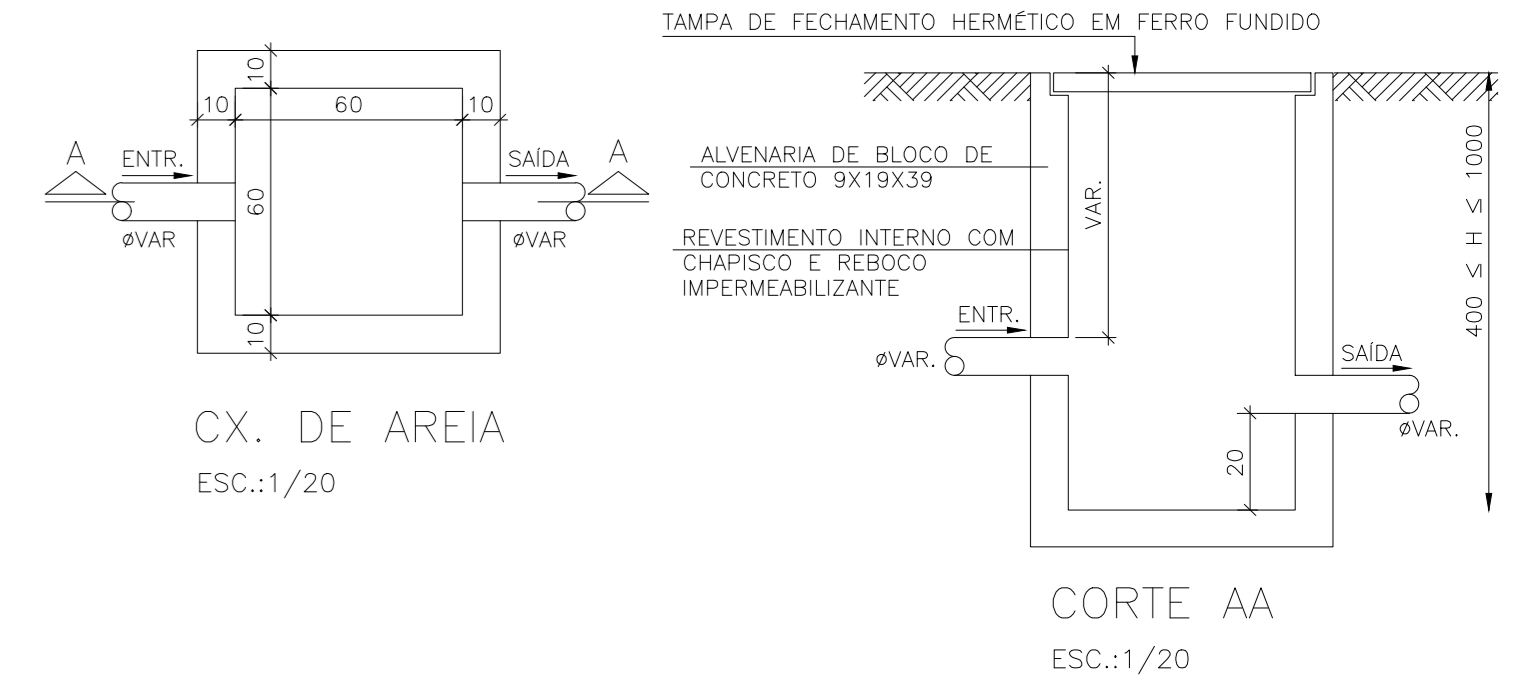 TAMPA DE FECHAMENTO HERMÉTICO EM FERRO FUNDIDO
10
10
60
10
A
ENTR.
SAÍDA
A
60
øVAR
øVAR
10
CX. DE AREIA
ESC.:1/20
ALVENARIA DE BLOCO DE
CONCRETO 9X19X39
REVESTIMENTO INTERNO COM
CHAPISCO E REBOCO
IMPERMEABILIZANTE
VAR.
400 ≤ H ≤ 1000
ENTR.
øVAR.
SAÍDA
øVAR.
20
CORTE AA
ESC.:1/20